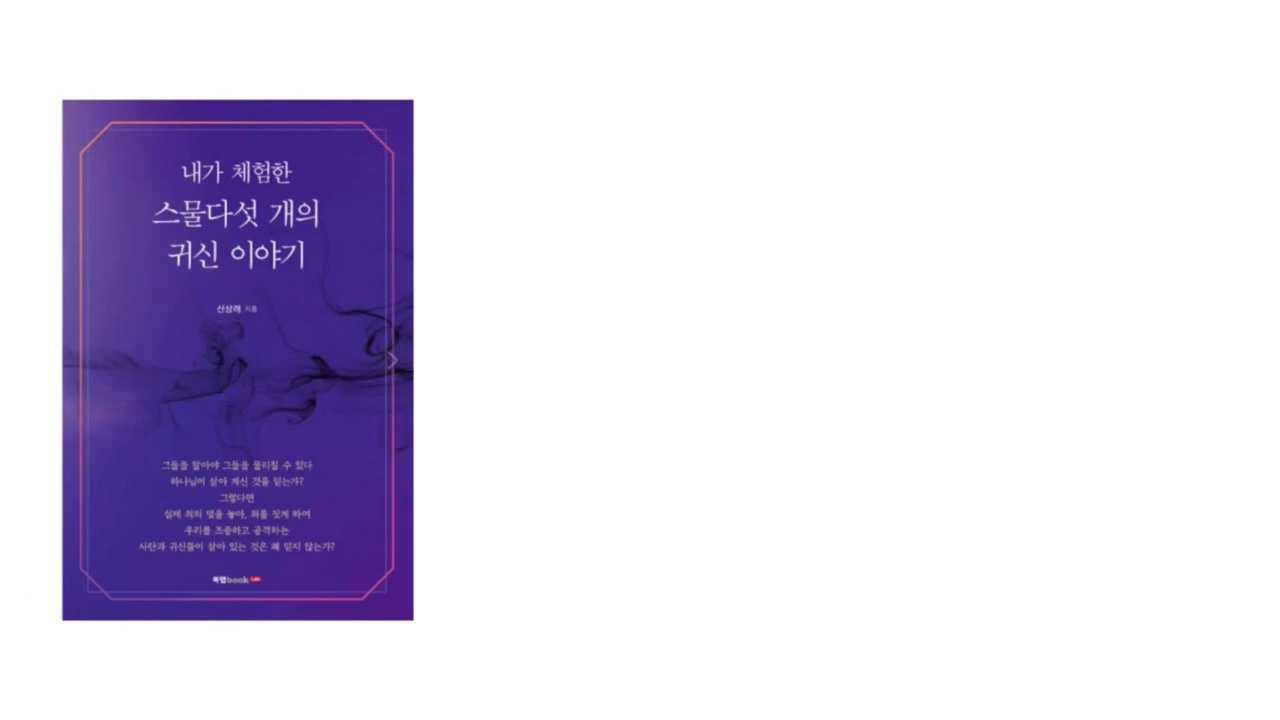 내가 체험한
스물다섯 개의
귀신 이야기
신상래 지음
그들을 알아야 그들을 물리칠 수 있다
하나님이 살아 계신 것을 믿는가?
그렇다면
실제 죄의 덫을 놓아, 죄를 짓게 하여
우리를 조종하고 공격하는
사탄과 귀신들이 살아 있는 것은 왜 믿지 않는가?
북랩book Lab